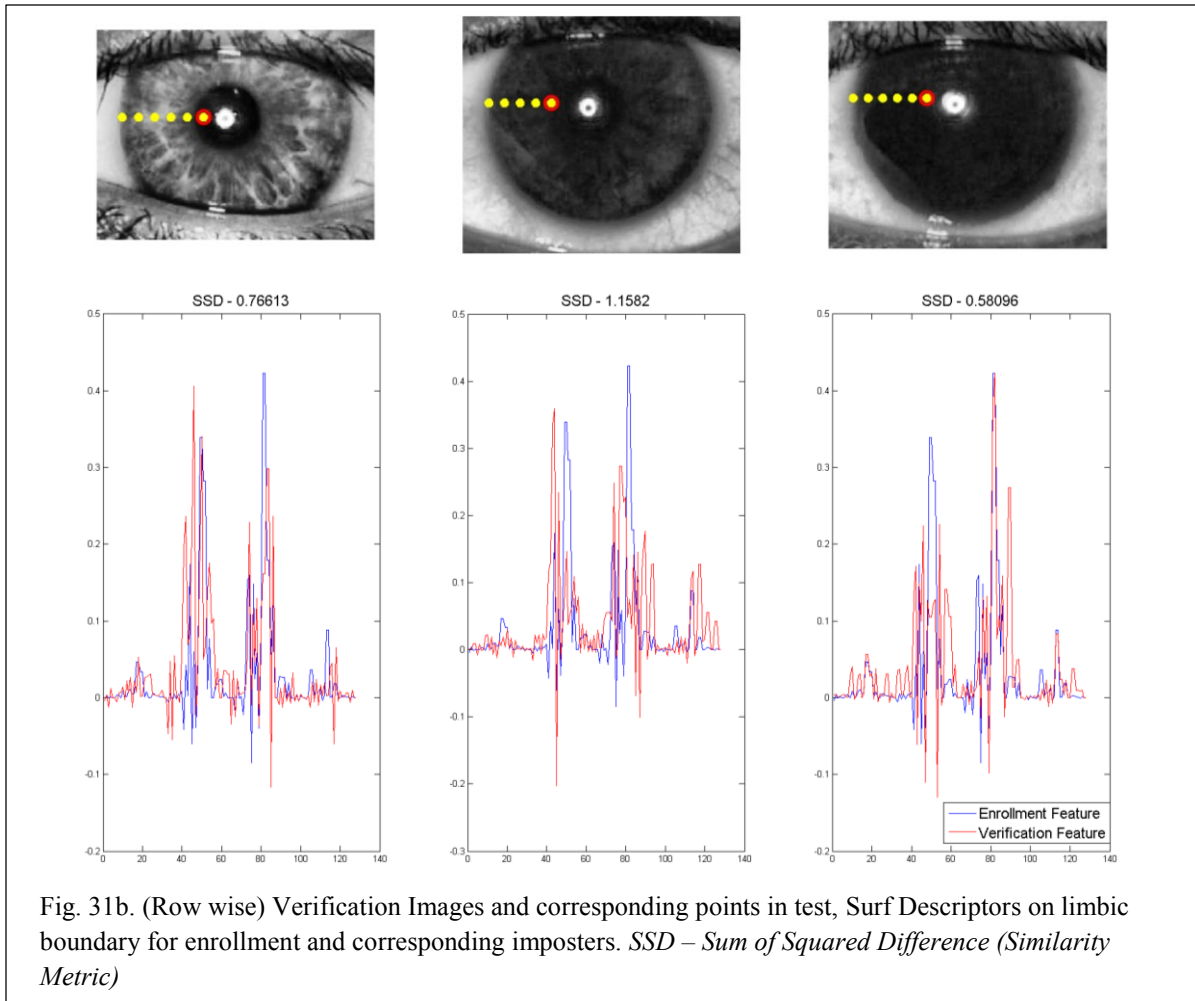 SSD - 0.76613
SSD - 1.1582
SSD - 0.58096
0.5
0.4
0.3
0.2
0.1
0
-0.1
-0.2
0 20 40 60 80 100 120 140
0.5
0.4
0.3
0.2
0.1
0
-0.1
-0.2
-0.3
0 20 40 60 80 100 120 140
0.5
0.4
0.3
0.2
0.1
0
-0.1
-0.2
0 20 40 60 80 100 120 140
Enrollment Feature
Verification Feature
Fig. 31b. (Row wise) Verification Images and corresponding points in test, Surf Descriptors on limbic
boundary for enrollment and corresponding imposters. SSD – Sum of Squared Difference (Similarity
Metric)